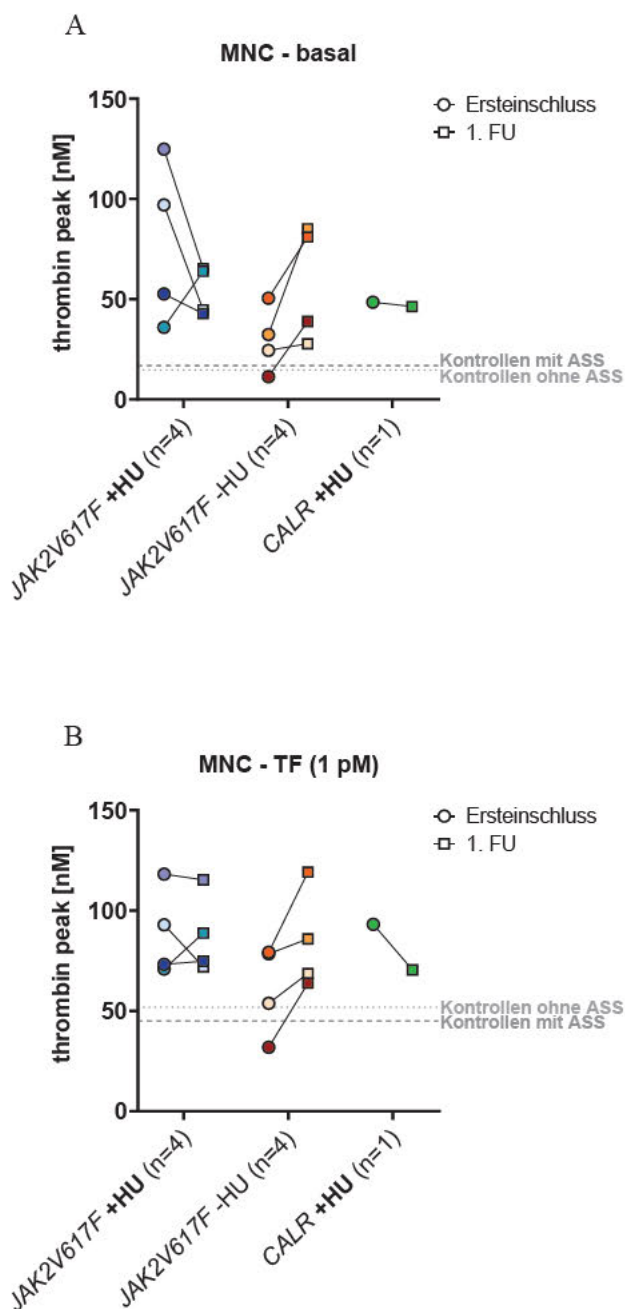 A
MNC - basal
150
100
50
0
thrombin peak [nM]
Ersteinschluss
1. FU
Kontrollen mit ASS
Kontrollen ohne ASS
JAK2V617F +HU (n=4)
JAK2V617F -HU (n=4)
CALR +HU (n=1)
B
MNC - TF (1 pM)
150
100
50
0
thrombin peak [nM]
Ersteinschluss
1. FU
Kontrollen ohne ASS
Kontrollen mit ASS
JAK2V617F +HU (n=4)
JAK2V617F -HU (n=4)
CALR +HU (n=1)